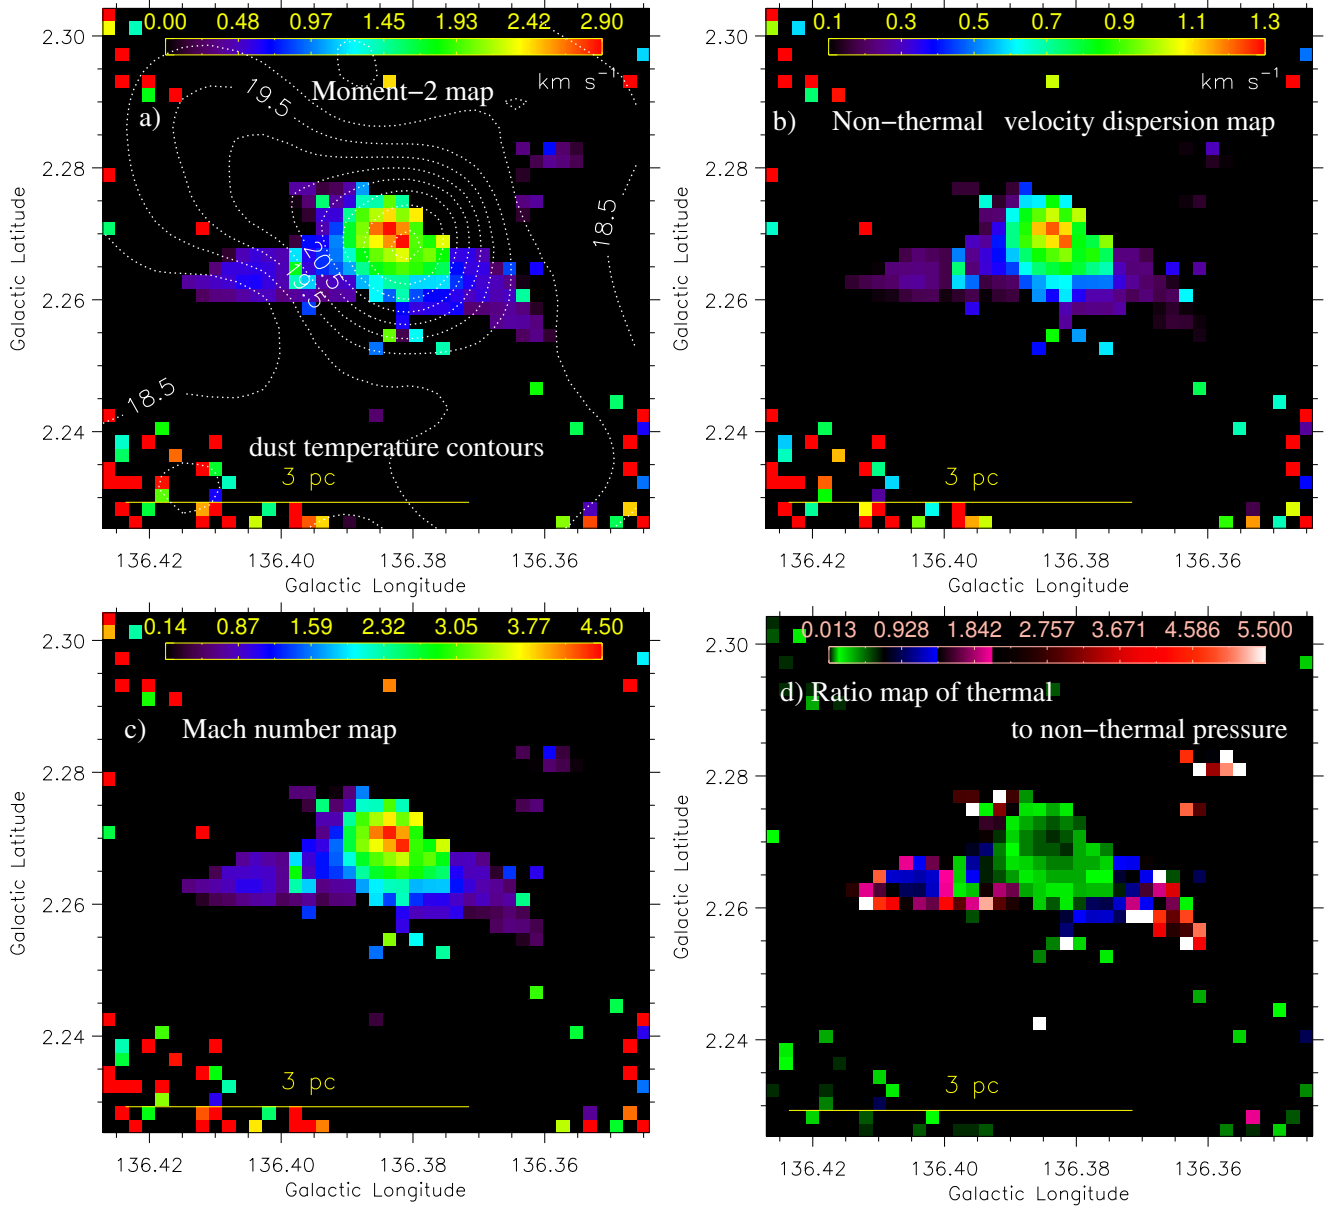 0.00 0.48 0.97 1.45 1.93 2.42 2.90
km s⁻¹
Moment−2 map
a)
19.5
20.5
19.5
18.5
18.5
dust temperature contours
3 pc
2.30
2.28
2.26
2.24
Galactic Latitude
136.42 136.40 136.38 136.36
Galactic Longitude
0.1 0.3 0.5 0.7 0.9 1.1 1.3
km s⁻¹
b) Non−thermal velocity dispersion map
3 pc
2.30
2.28
2.26
2.24
Galactic Latitude
136.42 136.40 136.38 136.36
Galactic Longitude
0.14 0.87 1.59 2.32 3.05 3.77 4.50
c) Mach number map
3 pc
2.30
2.28
2.26
2.24
Galactic Latitude
136.42 136.40 136.38 136.36
Galactic Longitude
0.013 0.928 1.842 2.757 3.671 4.586 5.500
d) Ratio map of thermal
to non−thermal pressure
3 pc
2.30
2.28
2.26
2.24
Galactic Latitude
136.42 136.40 136.38 136.36
Galactic Longitude